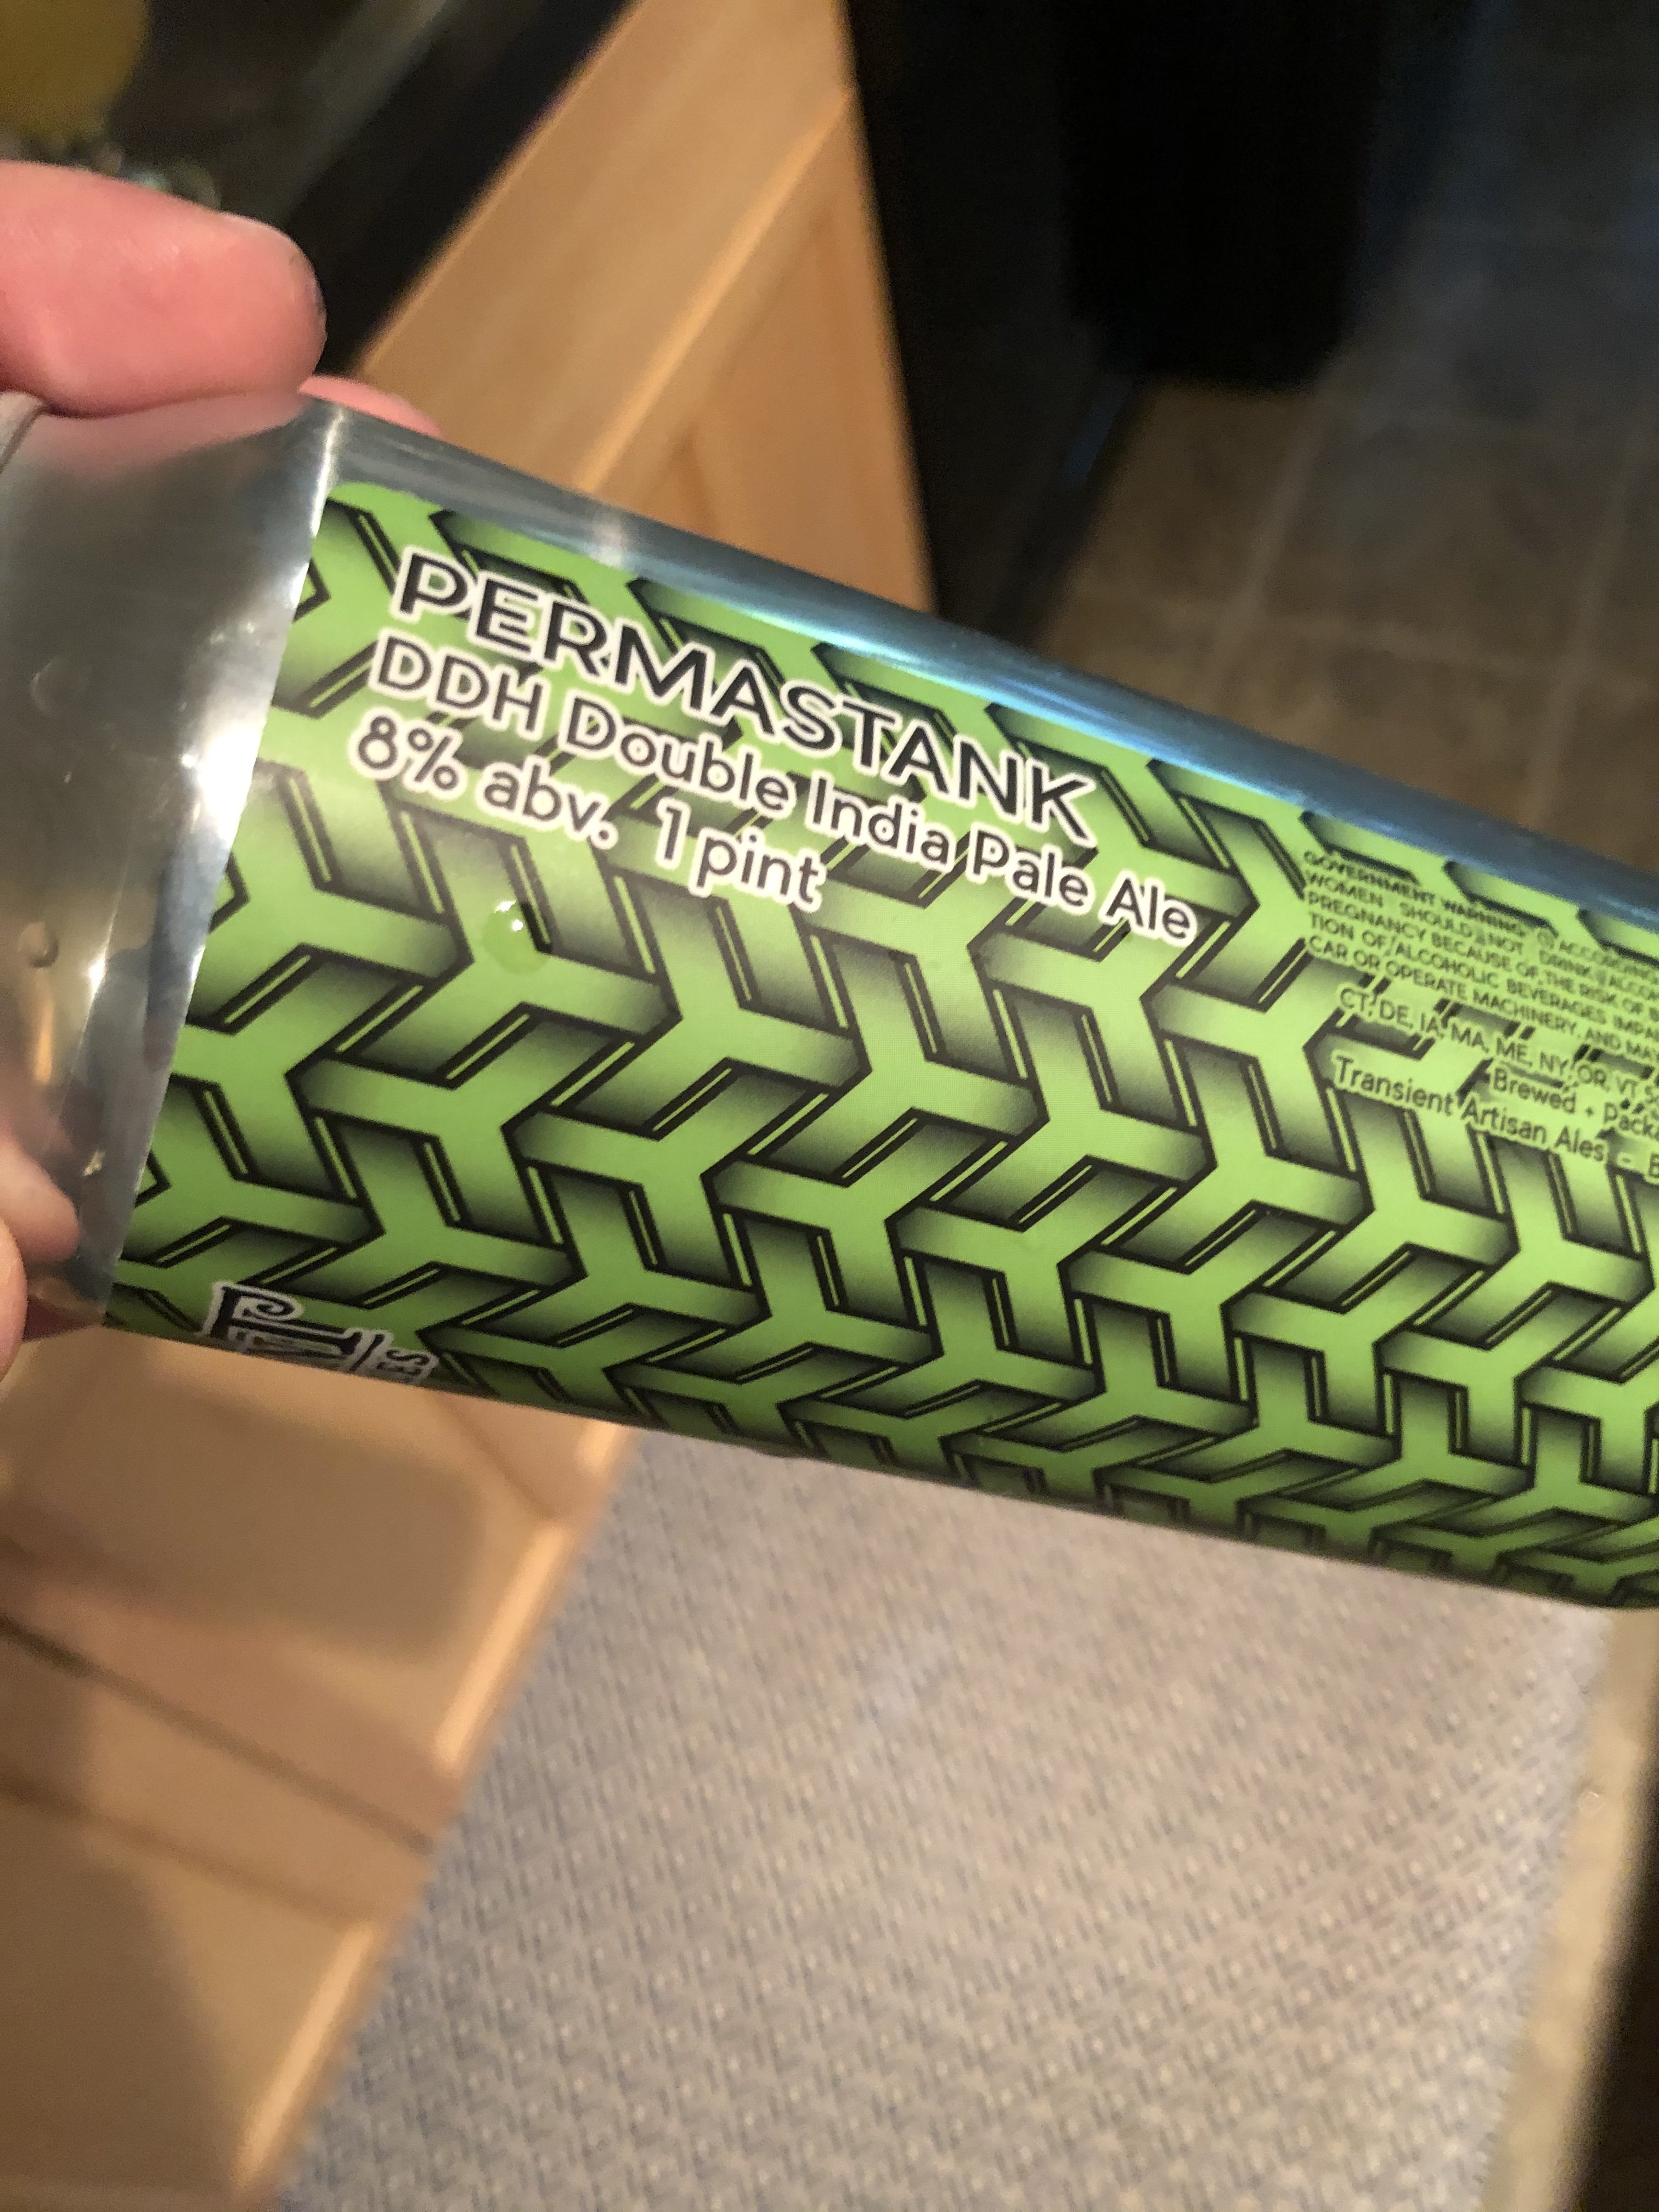 PERMASTANK
DDH Double India Pale Ale
8% abv. 1 pint
GOVERNMENT WARNING: (1) ACCORDING
WOMEN SHOULD NOT DRINK
PREGNANCY BECAUSE OF THE RISK OF
TION OF ALCOHOLIC BEVERAGES
CAR OR OPERATE MACHINERY, AND MAY
CT, DE, IA, MA, ME, NY, OR, VT
Brewed +
Transient Artisan Ales -